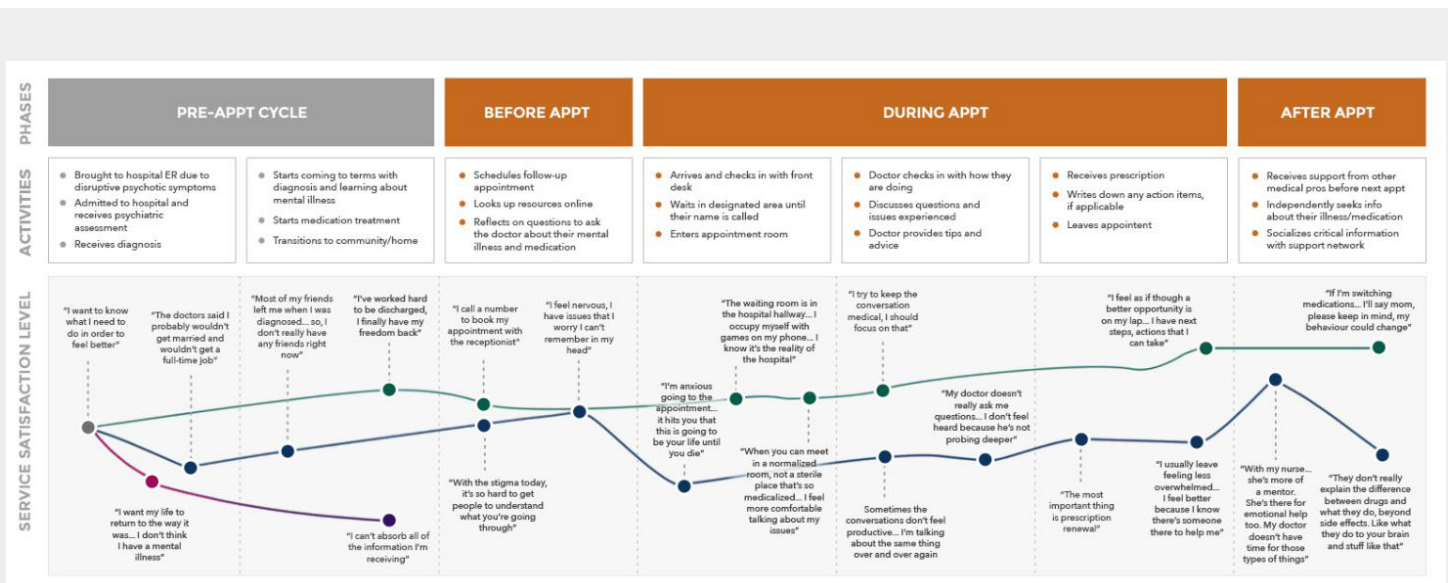 PHASES
PRE-APPT CYCLE
BEFORE APPT
DURING APPT
AFTER APPT
ACTIVITIES
Brought to hospital ER due to
disruptive psychotic symptoms
Admitted to hospital and
receives psychiatric
assessment
Receives diagnosis
Starts coming to terms with
diagnosis and learning about
mental illness
Starts medication treatment
Transitions to community/home
Schedules follow-up
appointment
Looks up resources online
Reflects on questions to ask
the doctor about their mental
illness and medication
Arrives and checks in with front
desk
Waits in designated area until
their name is called
Enters appointment room
Doctor checks in with how they
are doing
Discusses questions and
issues experienced
Doctor provides tips and
advice
Receives prescription
Writes down any action items,
if applicable
Leaves appointent
Receives support from other
medical pros before next appt
Independently seeks info
about their illness/medication
Socializes critical information
with support network
SERVICE SATISFACTION LEVEL
"I want to know
what I need to
do in order to
feel better"
"The doctors said I
probably wouldn't
get married and
wouldn't get a
full-time job"
"I want my life to
return to the way it
was... I don't think
I have a mental
illness"
"Most of my friends
left me when I was
diagnosed... so, I
don't really have
any friends right
now"
"I've worked hard
to be discharged,
I finally have my
freedom back"
"I can't absorb all of
the information I'm
receiving"
"I call a number
to book my
appointment with
the receptionist"
"I feel nervous, I
have issues that I
worry I can't
remember in my
head"
"With the stigma today,
it's so hard to get
people to understand
what you're going
through"
"I'm anxious
going to the
appointment...
it hits you that
this is going to
be your life until
you die"
"The waiting room is in
the hospital hallway... I
occupy myself with
games on my phone... I
know it's the reality of
the hospital"
"When you can meet
in a normalized
room, not a sterile
place that's so
medicalized... I feel
more comfortable
talking about my
issues"
"I try to keep the
conversation
medical, I should
focus on that"
Sometimes the
conversations don't feel
productive... I'm talking
about the same thing
over and over again
"My doctor doesn't
really ask me
questions... I don't feel
heard because he's not
probing deeper"
"The most
important thing
is prescription
renewal"
"I feel as if though a
better opportunity is
on my lap... I have next
steps, actions that I
can take"
"I usually leave
feeling less
overwhelmed...
I feel better
because I know
there's someone
there to help me"
"With my nurse...
she's more of
a mentor.
She's there for
emotional help
too. My doctor
doesn't have
time for those
types of things"
"If I'm switching
medications... I'll say mom,
please keep in mind, my
behaviour could change"
"They don't really
explain the difference
between drugs and
what they do, beyond
side effects. Like what
they do to your brain
and stuff like that"